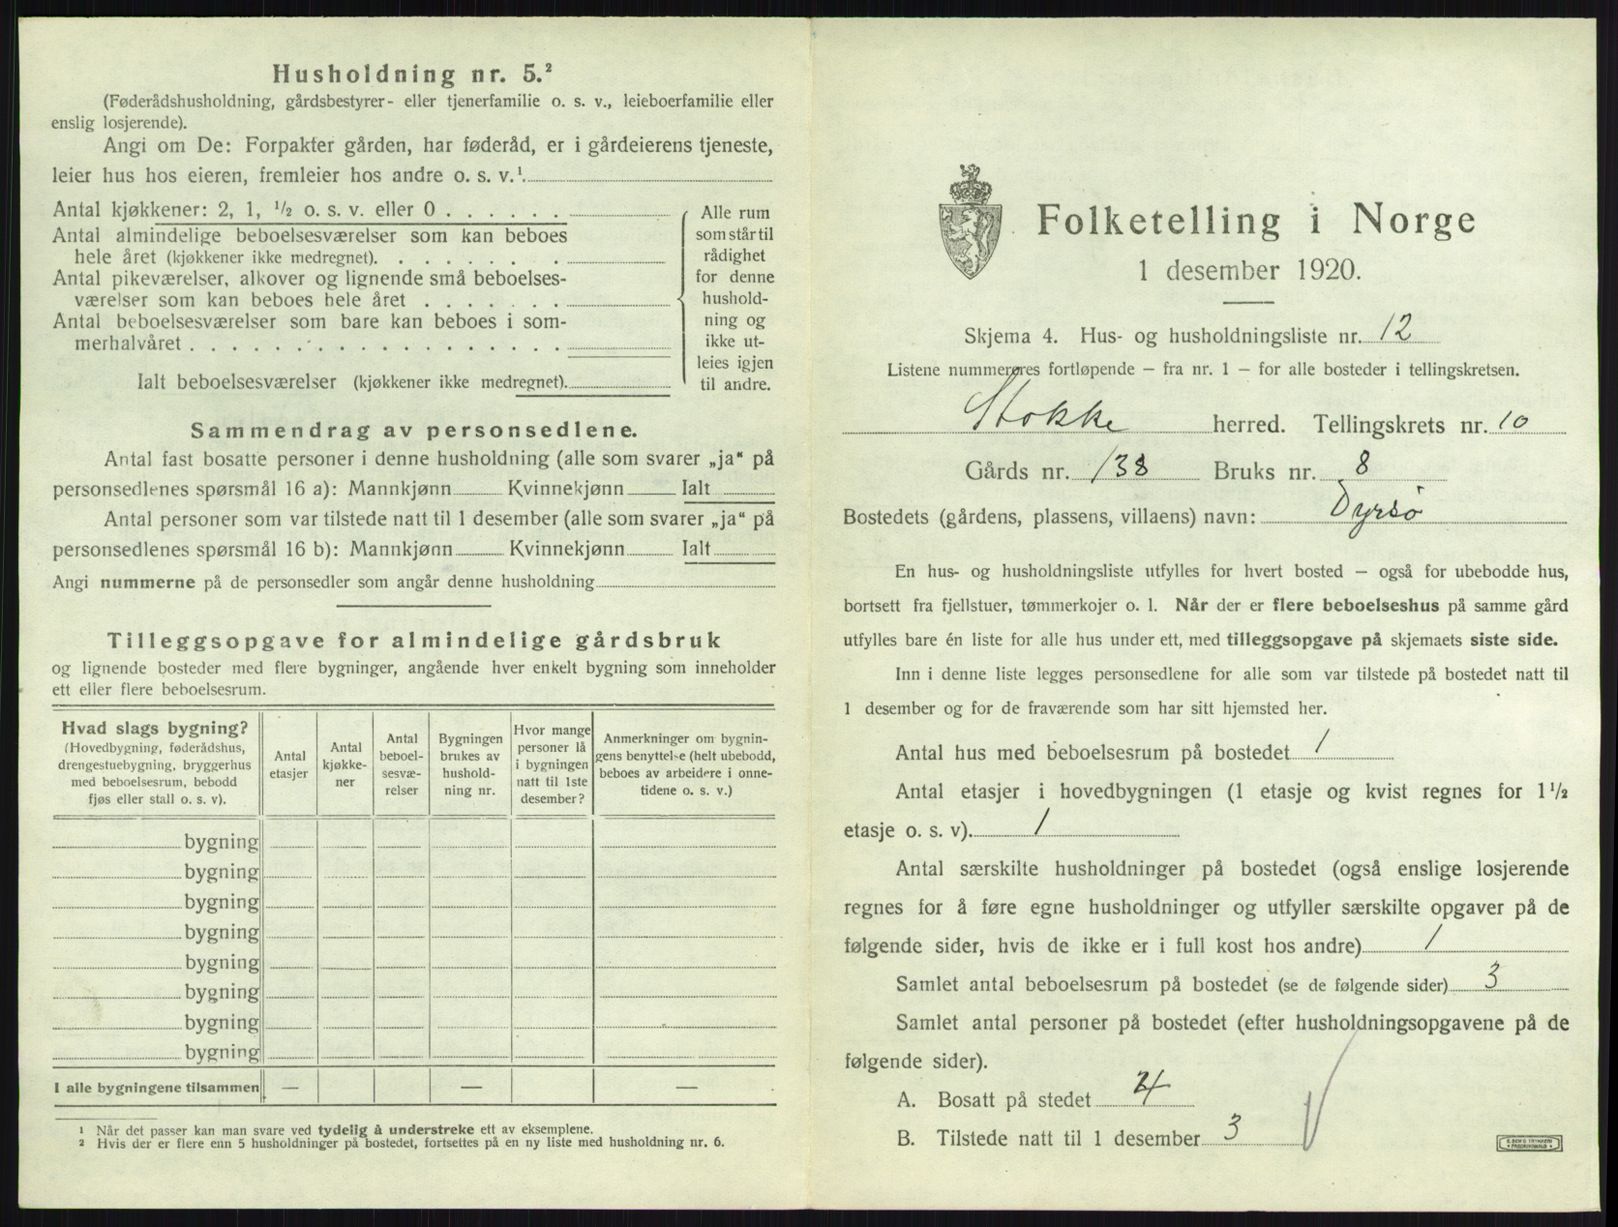 Husholdning nr. 5.²
(Føderådshusholdning, gårdsbestyrer- eller tjenerfamilie o. s. v., leieboerfamilie eller
enslig losjerende).
Angi om De: Forpakter gården, har føderåd, er i gårdeierens tjeneste,
leier hus hos eieren, fremleier hos andre o. s. v.¹
Antal kjøkkener: 2, 1, ½ o. s. v. eller 0 . . . . . .
Antal almindelige beboelsesværelser som kan beboes
hele året (kjøkkener ikke medregnet). . . . . . . .
Antal pikeværelser, alkover og lignende små beboelses-
værelser som kan beboes hele året . . . . . . .
Antal beboelsesværelser som bare kan beboes i som-
merhalvåret . . . . . . . . . . . . . . . . . .
Ialt beboelsesværelser (kjøkkener ikke medregnet).
Alle rum
som står til
rådighet
for denne
hushold-
ning og
ikke ut-
leies igjen
til andre.
Sammendrag av personsedlene.
Antal fast bosatte personer i denne husholdning (alle som svarer „ja“ på
personsedlenes spørsmål 16 a): Mannkjønn Kvinnekjønn Ialt
Antal personer som var tilstede natt til 1 desember (alle som svarer „ja“ på
personsedlenes spørsmål 16 b): Mannkjønn Kvinnekjønn Ialt
Angi nummerne på de personsedler som angår denne husholdning
Tilleggsopgave for almindelige gårdsbruk
og lignende bosteder med flere bygninger, angående hver enkelt bygning som inneholder
ett eller flere beboelsesrum.
Hvad slags bygning?
(Hovedbygning, føderådshus,
drengestuebygning, bryggerhus
med beboelsesrum, bebodd
fjøs eller stall o. s. v).
Antal
etasjer
Antal
kjøkke-
ner
Antal
beboel-
sesvæ-
relser
Bygningen
brukes av
hushold-
ning nr.
Hvor mange
personer lå
i bygningen
natt til 1ste
desember?
Anmerkninger om bygnin-
gens benyttelse (helt ubebodd,
beboes av arbeidere i onne-
tidene o. s. v.)
bygning
bygning
bygning
bygning
bygning
bygning
bygning
bygning
I alle bygningene tilsammen — — —
¹ Når det passer kan man svare ved tydelig å understreke ett av eksemplene.
² Hvis der er flere enn 5 husholdninger på bostedet, fortsettes på en ny liste med husholdning nr. 6.
Folketelling i Norge
1 desember 1920.
Skjema 4. Hus- og husholdningsliste nr. 12
Listene nummereres fortløpende — fra nr. 1 — for alle bosteder i tellingskretsen.
Stokke herred. Tellingskrets nr. 10
Gårds nr. 138 Bruks nr. 8
Bostedets (gårdens, plassens, villaens) navn: Dyrsø
En hus- og husholdningsliste utfylles for hvert bosted — også for ubebodde hus,
bortsett fra fjellstuer, tømmerkojer o. l. Når der er flere beboelseshus på samme gård
utfylles bare én liste for alle hus under ett, med tilleggsopgave på skjemaets siste side.
Inn i denne liste legges personsedlene for alle som var tilstede på bostedet natt til
1 desember og for de fraværende som har sitt hjemsted her.
Antal hus med beboelsesrum på bostedet 1
Antal etasjer i hovedbygningen (1 etasje og kvist regnes for 1½
etasje o. s. v). 1
Antal særskilte husholdninger på bostedet (også enslige losjerende
regnes for å føre egne husholdninger og utfyller særskilte opgaver på de
følgende sider, hvis de ikke er i full kost hos andre) 1
Samlet antal beboelsesrum på bostedet (se de følgende sider) 3
Samlet antal personer på bostedet (efter husholdningsopgavene på de
følgende sider).
A. Bosatt på stedet 4
B. Tilstede natt til 1 desember 3